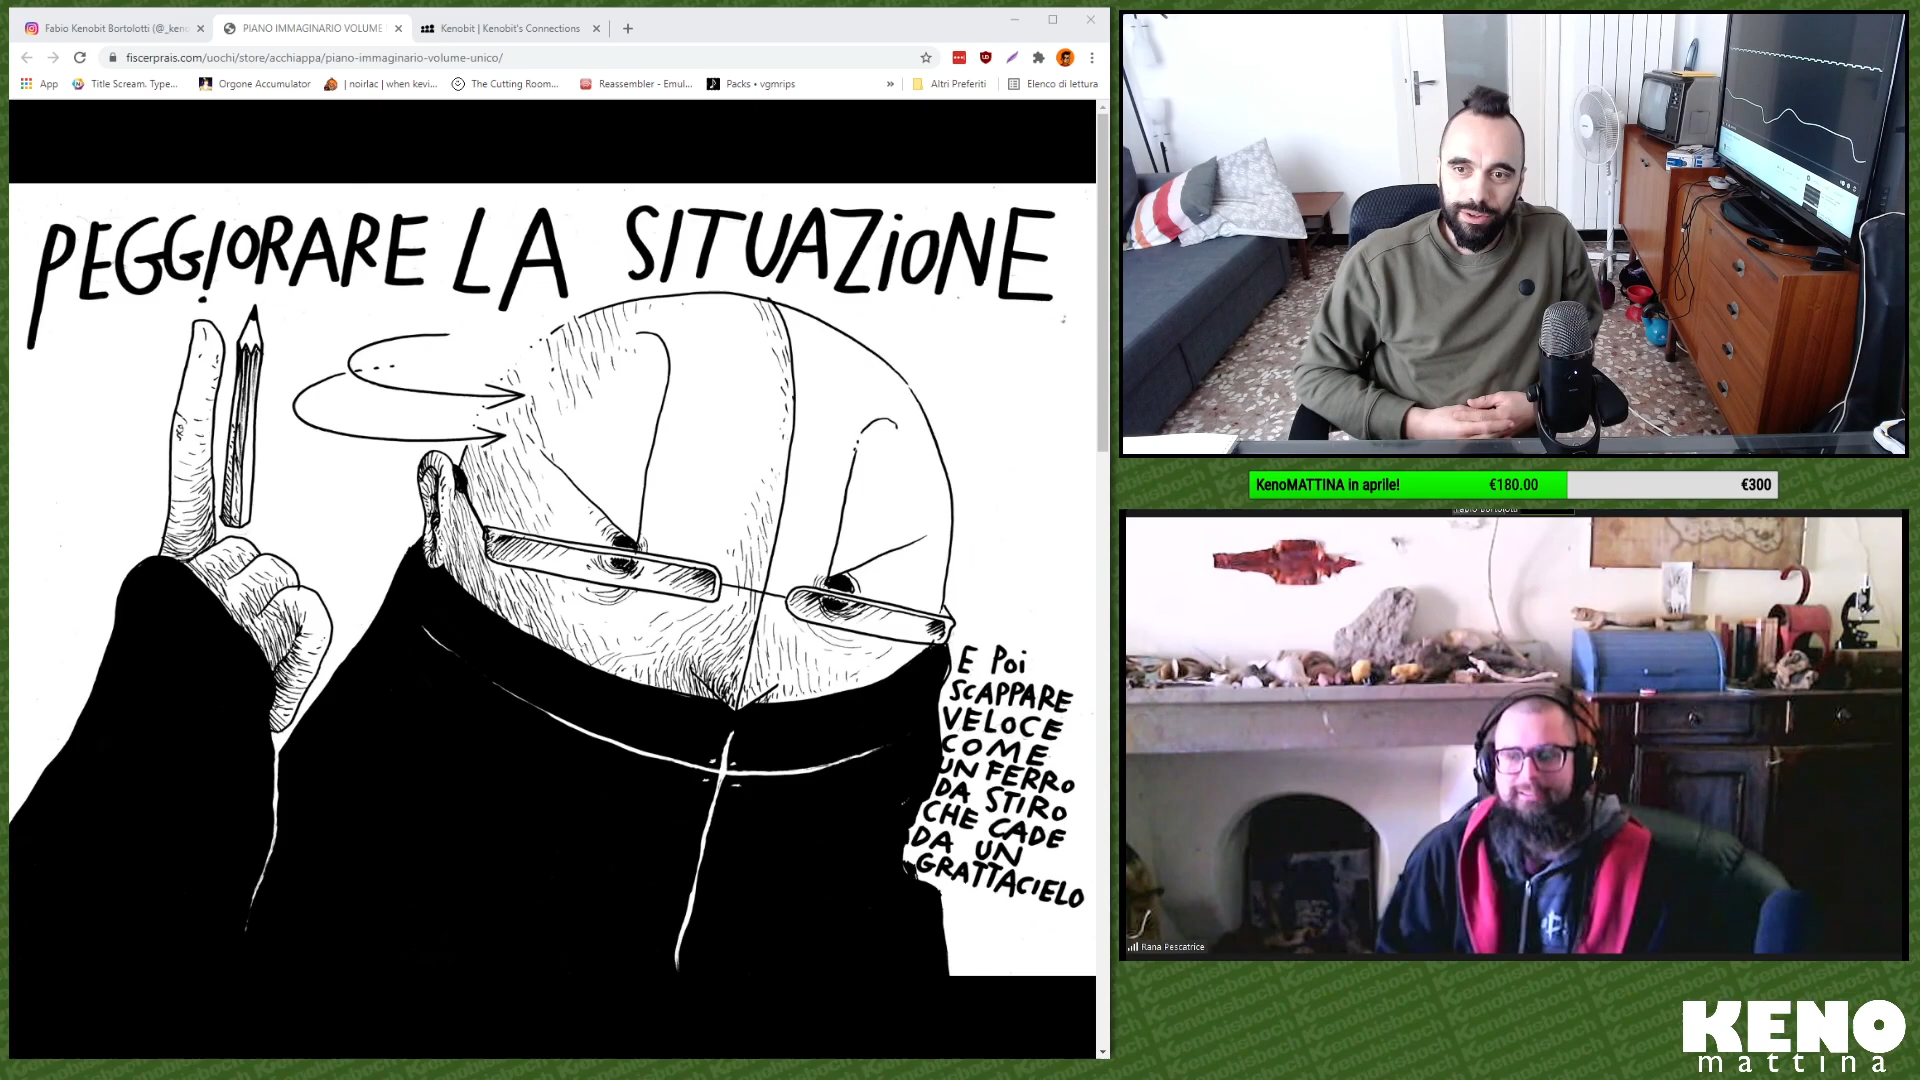 Fabio Kenobit Bortolotti (@_keno
PIANO IMMAGINARIO VOLUME
Kenobit | Kenobit's Connections
fiscerprais.com/uochi/store/acchiappa/piano-immaginario-volume-unico/
App
Title Scream. Type...
Orgone Accumulator
| noirlac | when kevi...
The Cutting Room...
Reassembler - Emul...
Packs • vgmrips
»
Altri Preferiti
Elenco di lettura
PEGGIORARE LA SITUAZIONE
E POI
SCAPPARE
VELOCE
COME
UN FERRO
DA STIRO
CHE CADE
DA UN
GRATTACIELO
KenoMATTINA in aprile!
€180.00
€300
Fabio Bortolotti
Rana Pescatrice
KENO
mattina